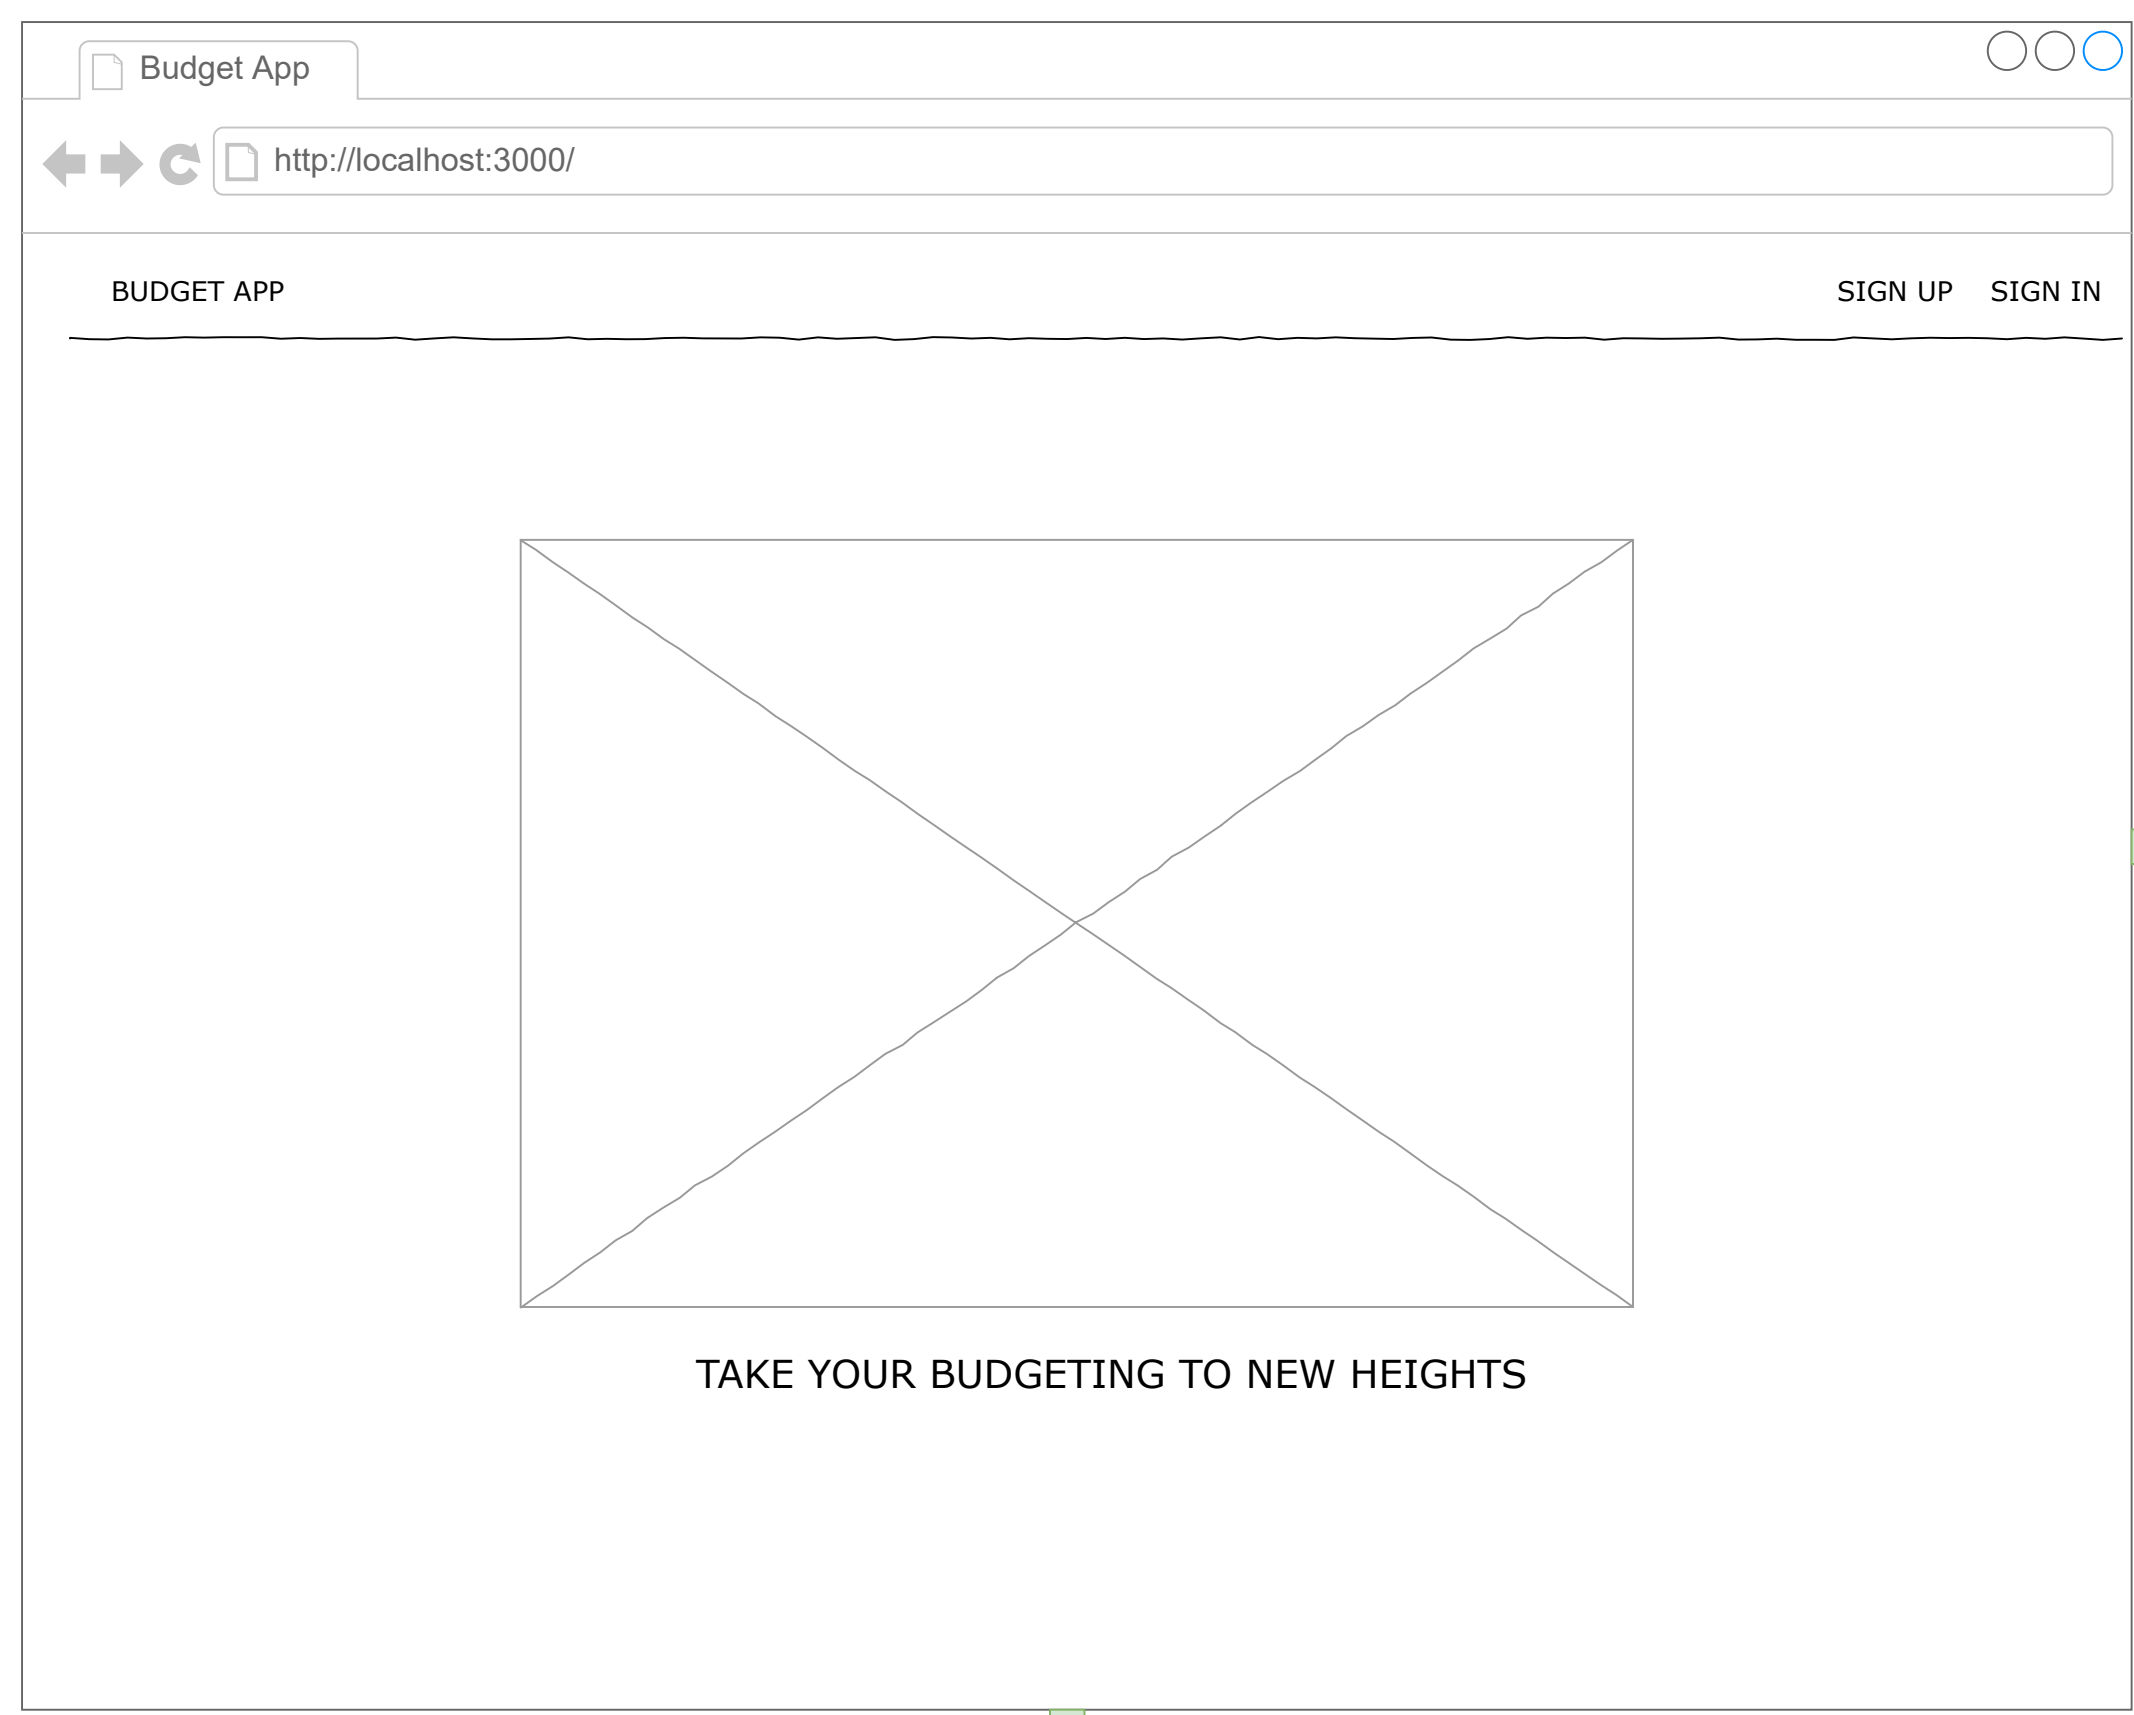 Budget App
http://localhost:3000/
BUDGET APP
SIGN UP
SIGN IN
TAKE YOUR BUDGETING TO NEW HEIGHTS